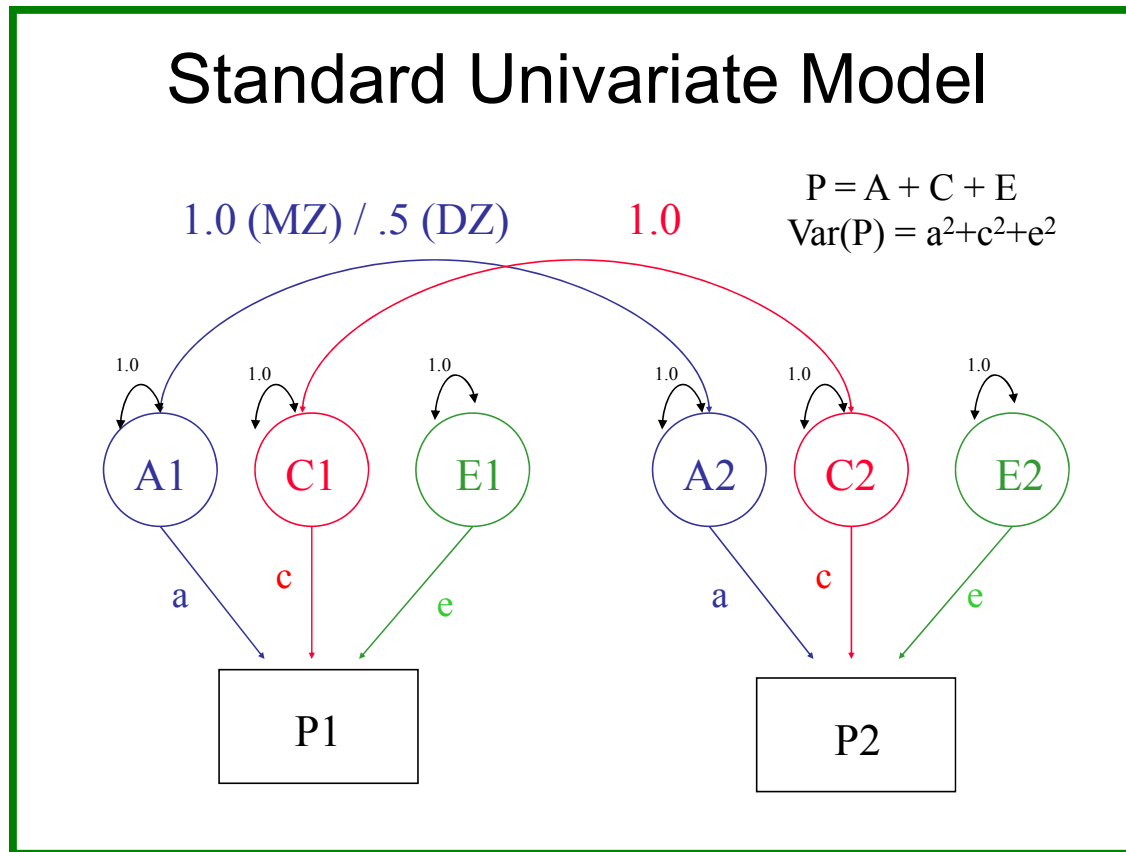 Standard Univariate Model
P = A + C + E
1.0 (MZ) / .5 (DZ) 1.0
Var(P) = a²+c²+e²
1.0 1.0 1.0 1.0 1.0 1.0
A1 C1 E1 A2 C2 E2
a c e a c e
P1 P2